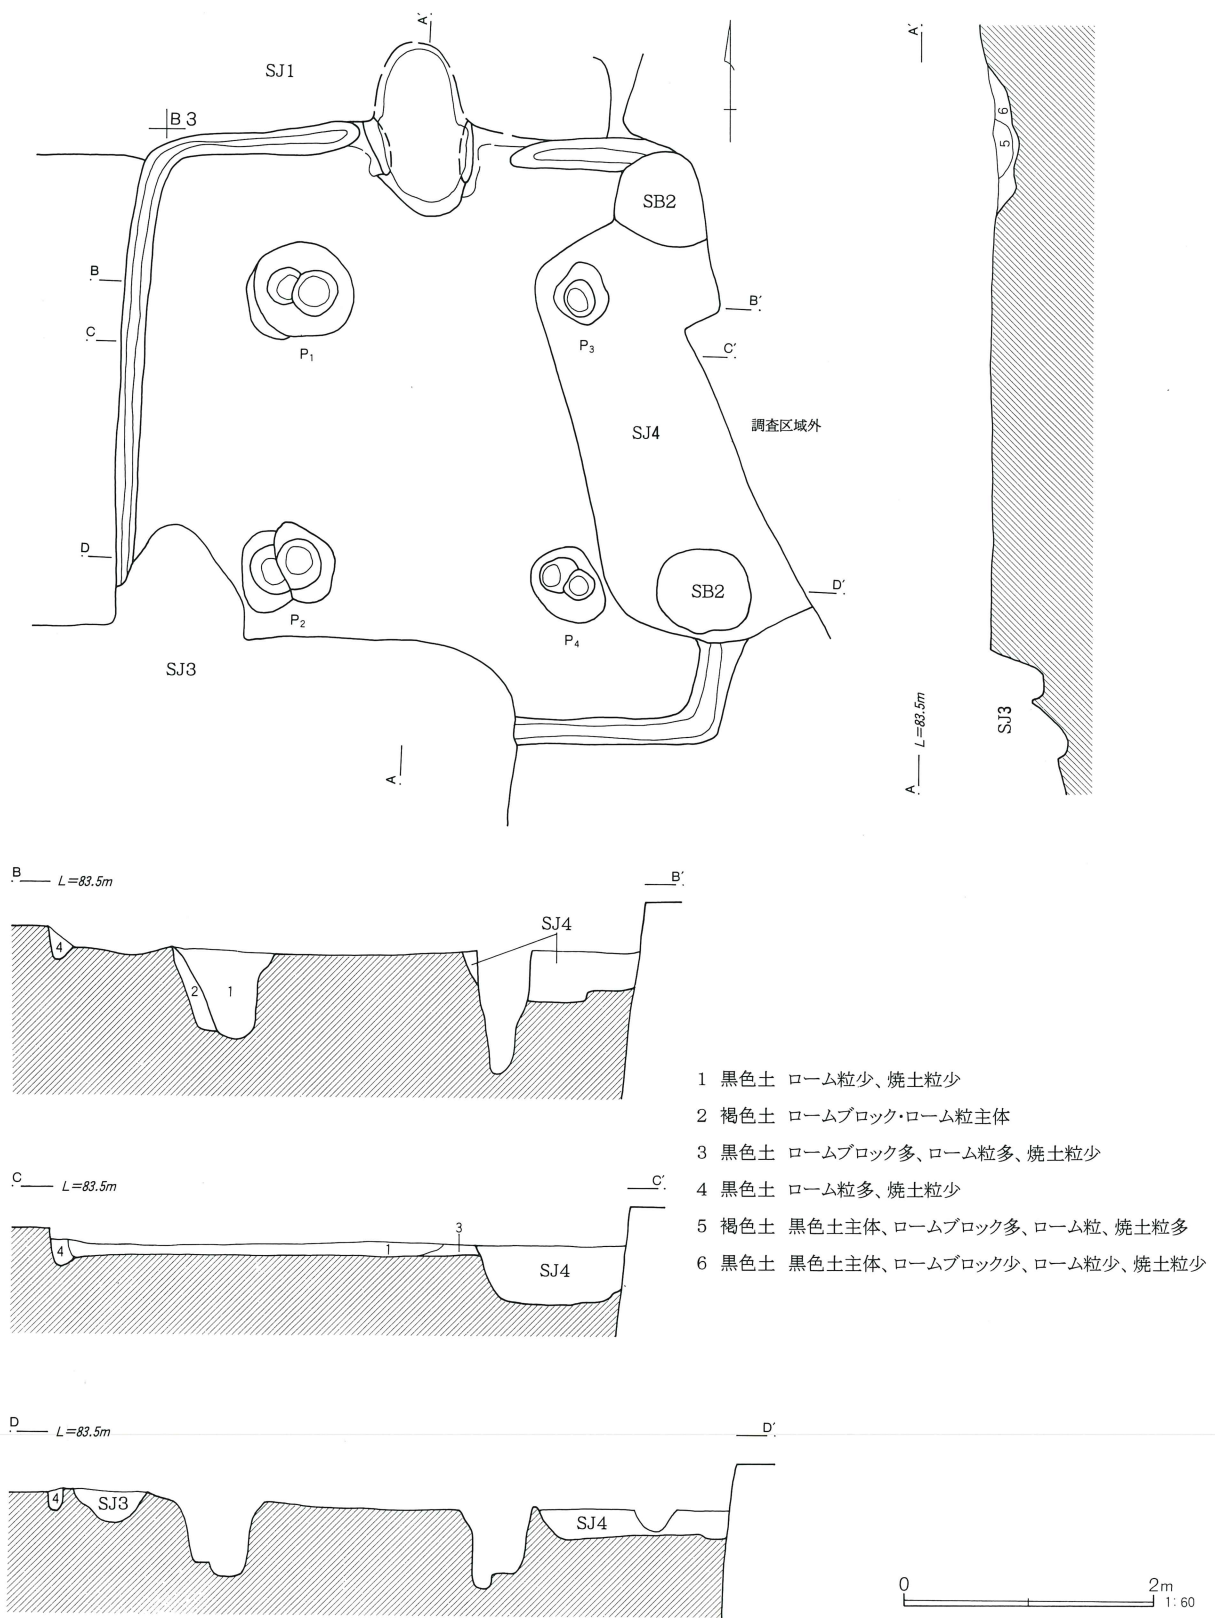 A′
A′
SJ1
B3
SB2
B
B′
P₁
P₃
C
C′
SJ4
調査区域外
D
D′
SB2
P₂
P₄
SJ3
A
6
5
SJ3
A L=83.5m
B L=83.5m
B′
SJ4
4
2
1
C L=83.5m
C′
3
4
1
SJ4
1 黒色土 ローム粒少、焼土粒少
2 褐色土 ロームブロック・ローム粒主体
3 黒色土 ロームブロック多、ローム粒多、焼土粒少
4 黒色土 ローム粒多、焼土粒少
5 褐色土 黒色土主体、ロームブロック多、ローム粒、焼土粒多
6 黒色土 黒色土主体、ロームブロック少、ローム粒少、焼土粒少
D L=83.5m
D′
4
SJ3
SJ4
0 2m
1:60